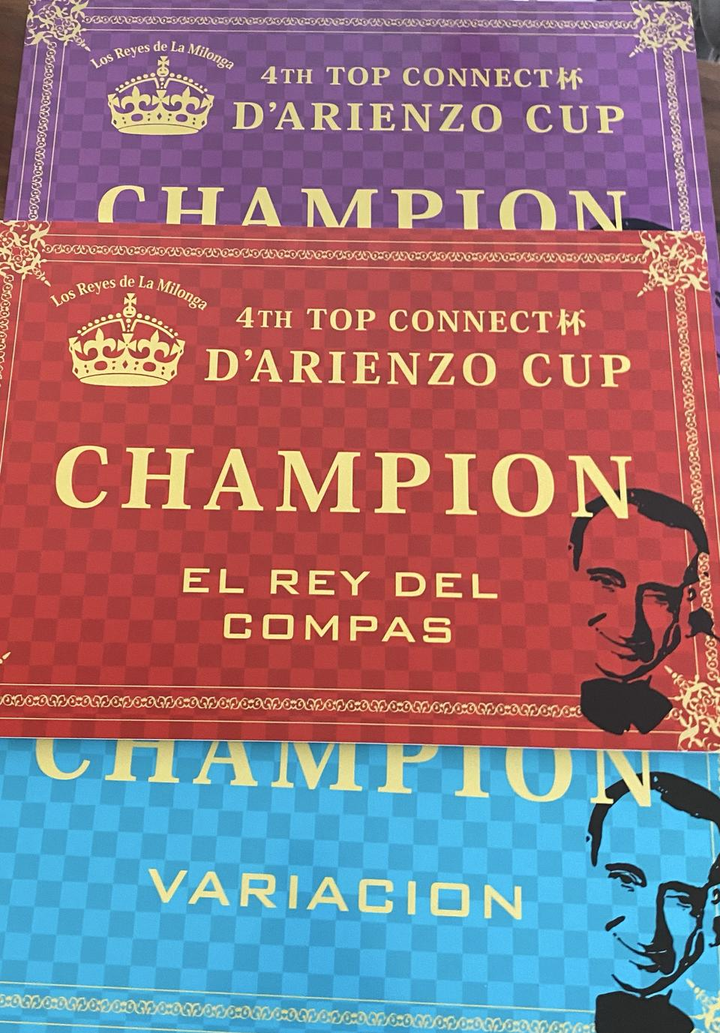 Los Reyes de La Milonga
4TH TOP CONNECT杯
D'ARIENZO CUP
CHAMPION
Los Reyes de La Milonga
4TH TOP CONNECT杯
D'ARIENZO CUP
CHAMPION
EL REY DEL
COMPAS
CHAMPION
VARIACION